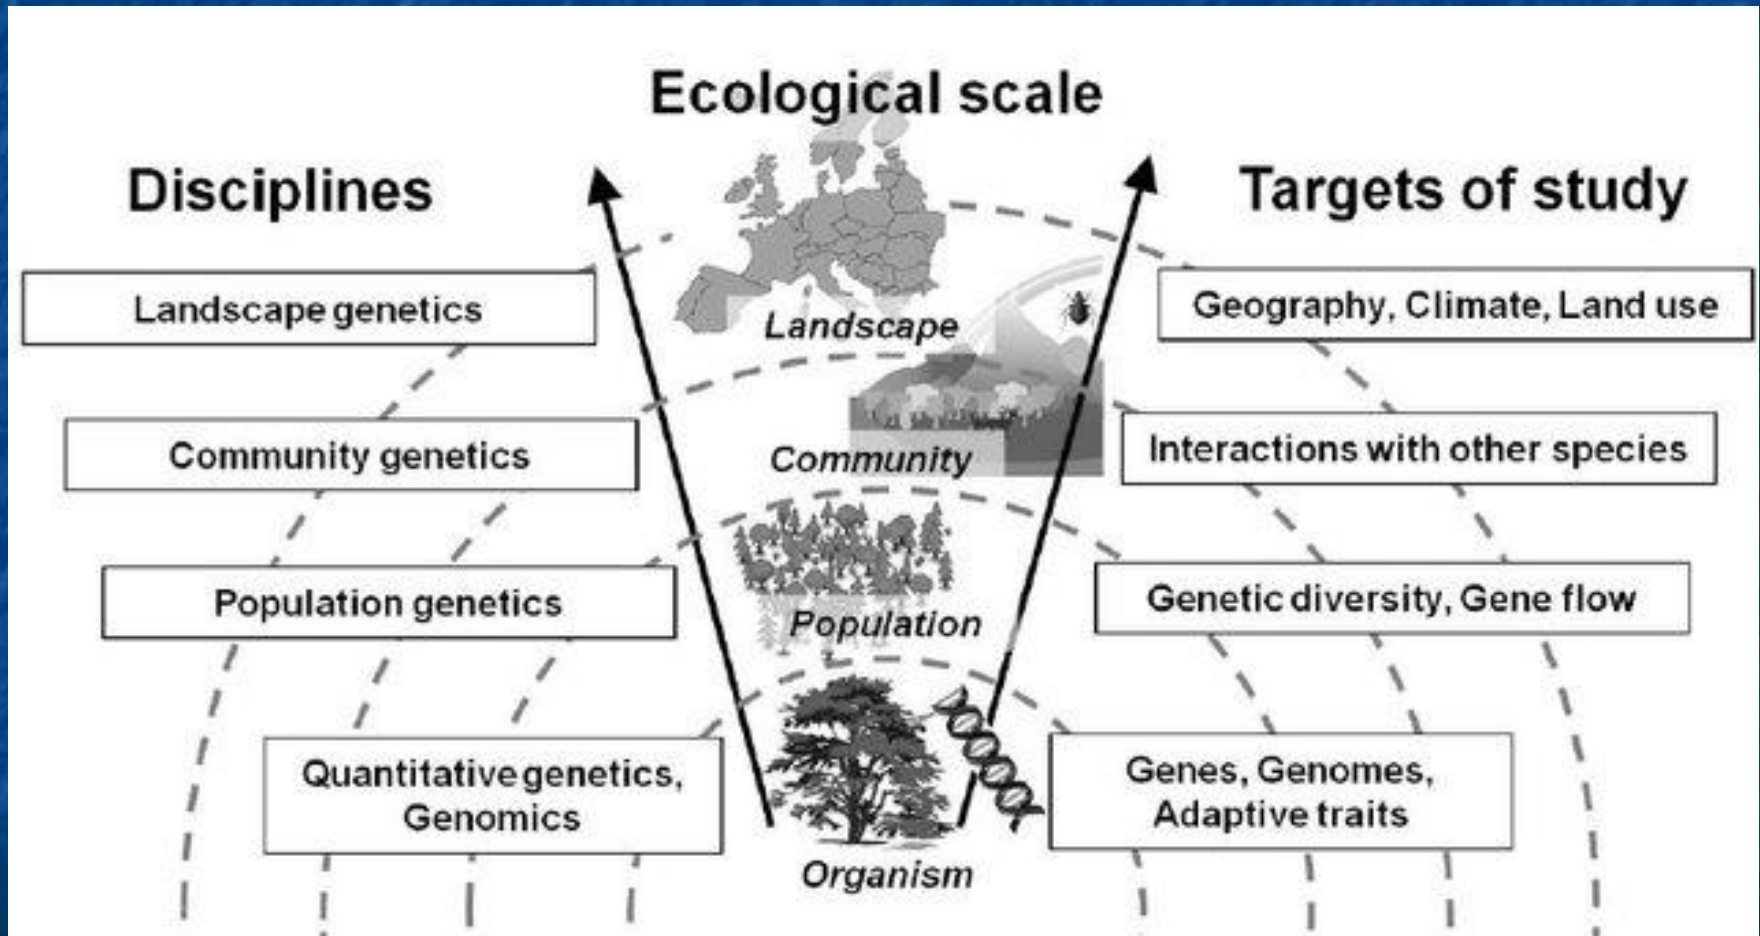 Ecological scale
Disciplines
Targets of study
Landscape genetics
Landscape
Geography, Climate, Land use
Community genetics
Community
Interactions with other species
Population genetics
Population
Genetic diversity, Gene flow
Quantitative genetics,
Genomics
Organism
Genes, Genomes,
Adaptive traits